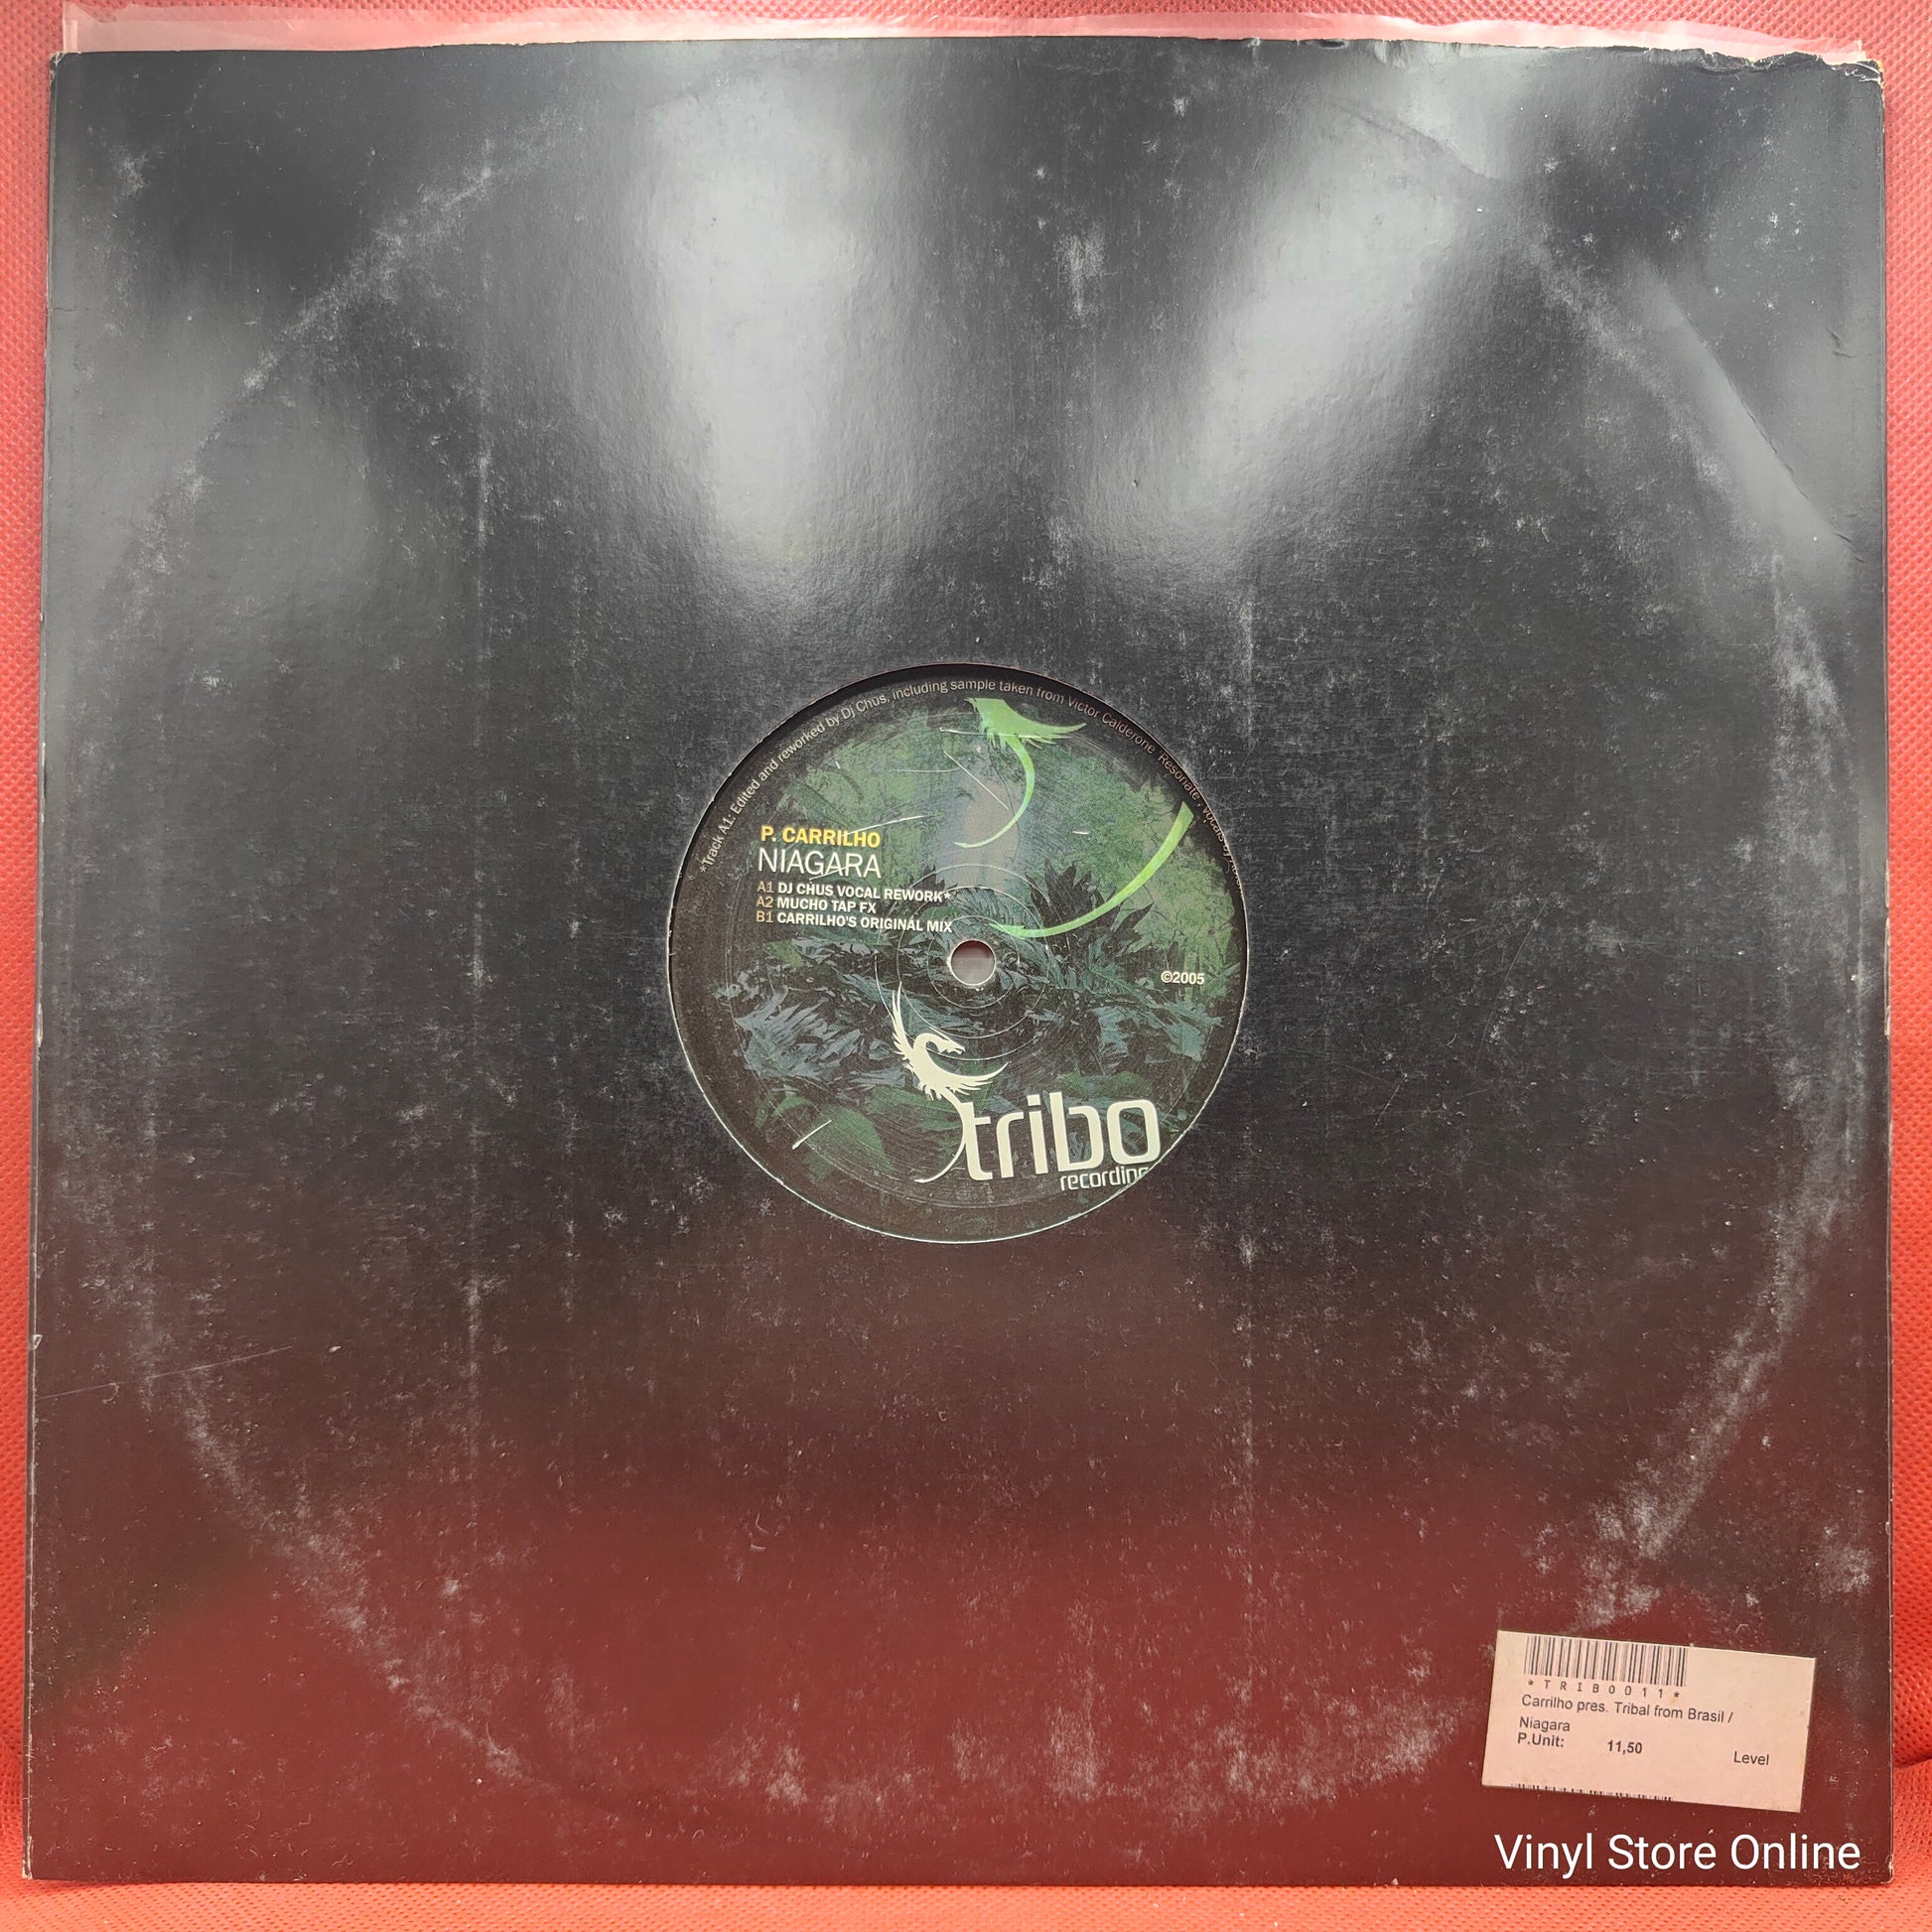 *Track A1: Edited and reworked by Dj Chus, including sample taken from Victor Calderone "Resonate", vocals by
P. CARRILHO
NIAGARA
A1 DJ CHUS VOCAL REWORK*
A2 MUCHO TAP FX
B1 CARRILHO'S ORIGINAL MIX
©2005
tribo
recording
*TRIB0011*
Carrilho pres. Tribal from Brasil /
Niagara
P.Unit: 11,50
Level
Vinyl Store Online